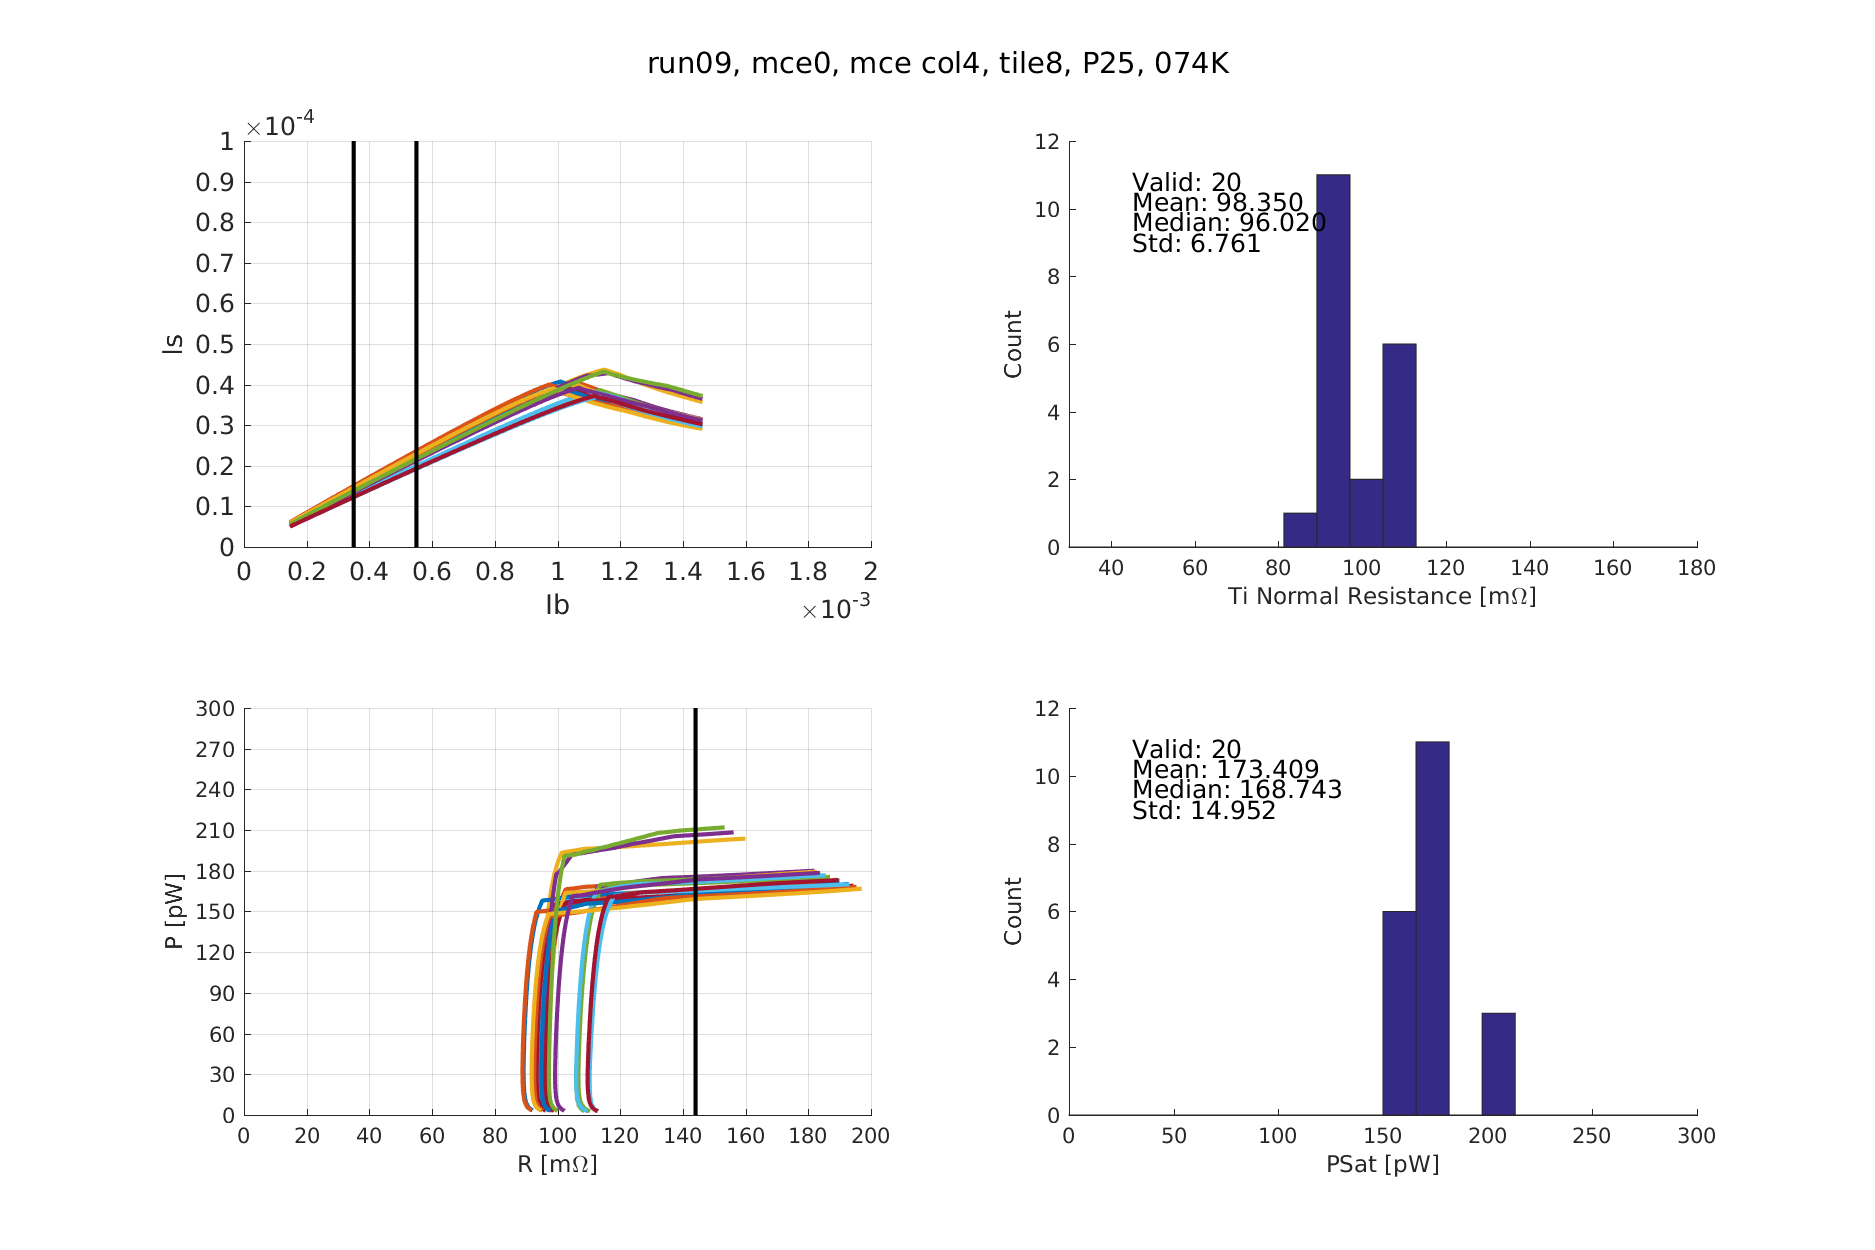 run09, mce0, mce col4, tile8, P25, 074K
×10-4
1
0.9
0.8
0.7
0.6
0.5
0.4
0.3
0.2
0.1
0
Is
0 0.2 0.4 0.6 0.8 1 1.2 1.4 1.6 1.8 2
Ib
×10-3
12
10
8
6
4
2
0
Count
Valid: 20
Mean: 98.350
Median: 96.020
Std: 6.761
40 60 80 100 120 140 160 180
Ti Normal Resistance [mΩ]
300
270
240
210
180
150
120
90
60
30
0
P [pW]
0 20 40 60 80 100 120 140 160 180 200
R [mΩ]
12
10
8
6
4
2
0
Count
Valid: 20
Mean: 173.409
Median: 168.743
Std: 14.952
0 50 100 150 200 250 300
PSat [pW]